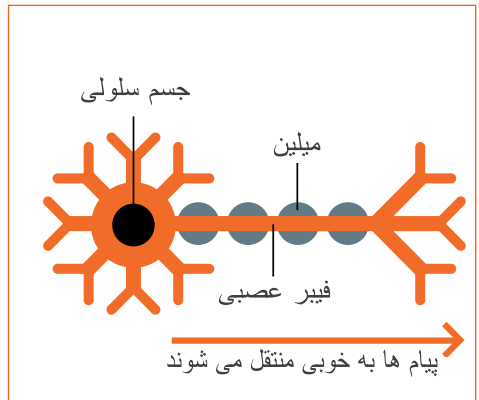 جسم سلولی
میلین
فیبر عصبی
پیام ها به خوبی منتقل می شوند